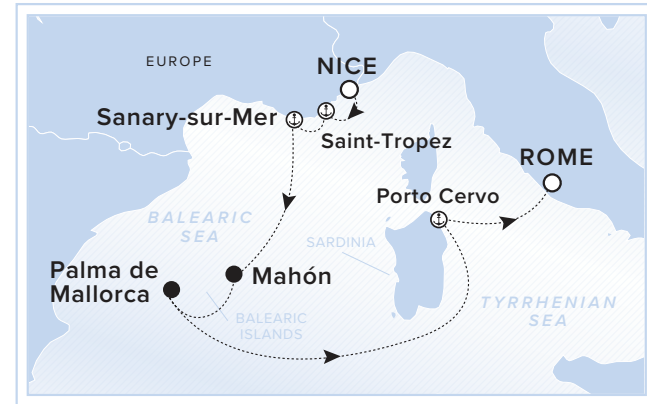 EUROPE
NICE
Sanary-sur-Mer
Saint-Tropez
ROME
Porto Cervo
BALEARIC
SEA
SARDINIA
Palma de
Mallorca
Mahón
BALEARIC
ISLANDS
TYRRHENIAN
SEA